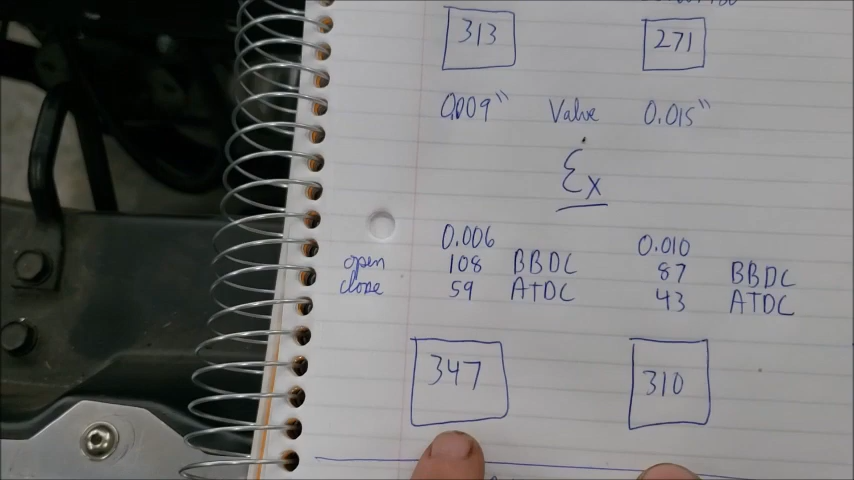 313 271
0.009" Valve 0.015"
Ex
0.006 0.010
open 108 BBDC 87 BBDC
close 59 ATDC 43 ATDC
347 310